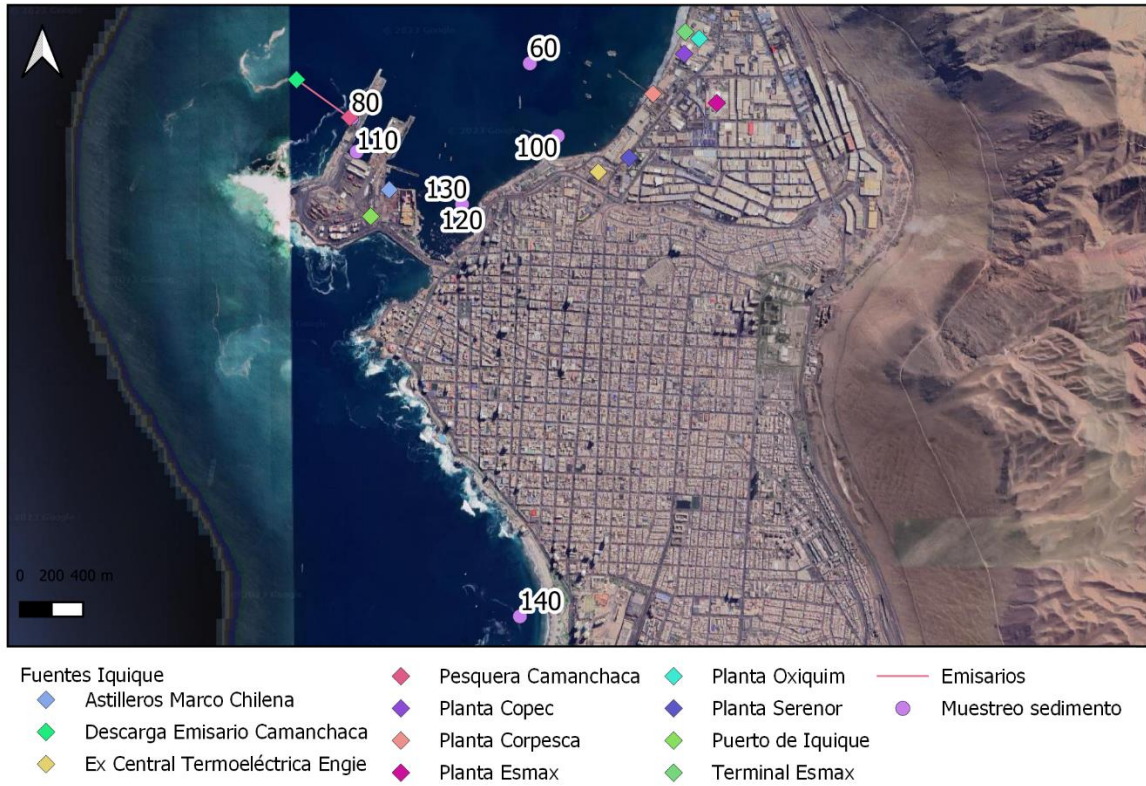 60
80
110
100
130
120
140
0 200 400 m
Fuentes Iquique
Astilleros Marco Chilena
Descarga Emisario Camanchaca
Ex Central Termoeléctrica Engie
Pesquera Camanchaca
Planta Copec
Planta Corpesca
Planta Esmax
Planta Oxiquim
Planta Serenor
Puerto de Iquique
Terminal Esmax
Emisarios
Muestreo sedimento